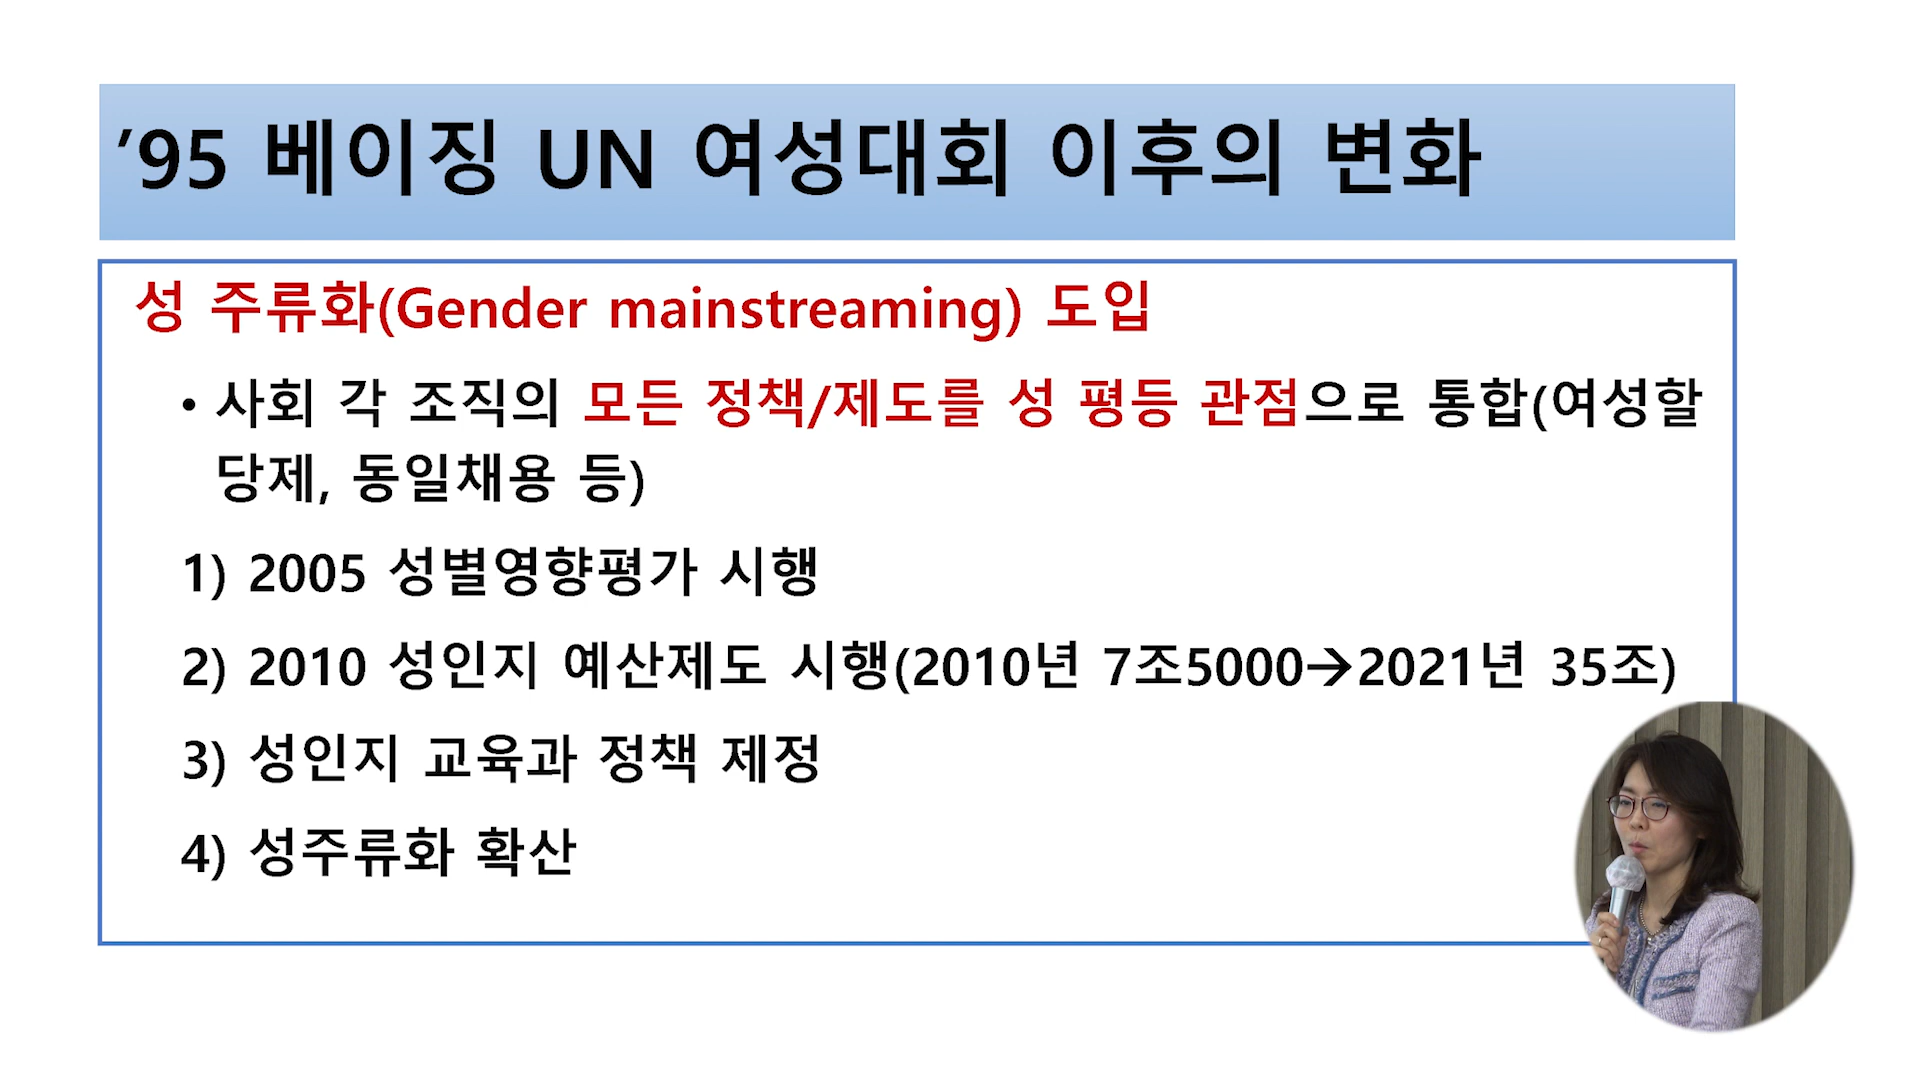 ’95 베이징 UN 여성대회 이후의 변화
성 주류화(Gender mainstreaming) 도입
• 사회 각 조직의 모든 정책/제도를 성 평등 관점으로 통합(여성할
당제, 동일채용 등)
1) 2005 성별영향평가 시행
2) 2010 성인지 예산제도 시행(2010년 7조5000→2021년 35조)
3) 성인지 교육과 정책 제정
4) 성주류화 확산